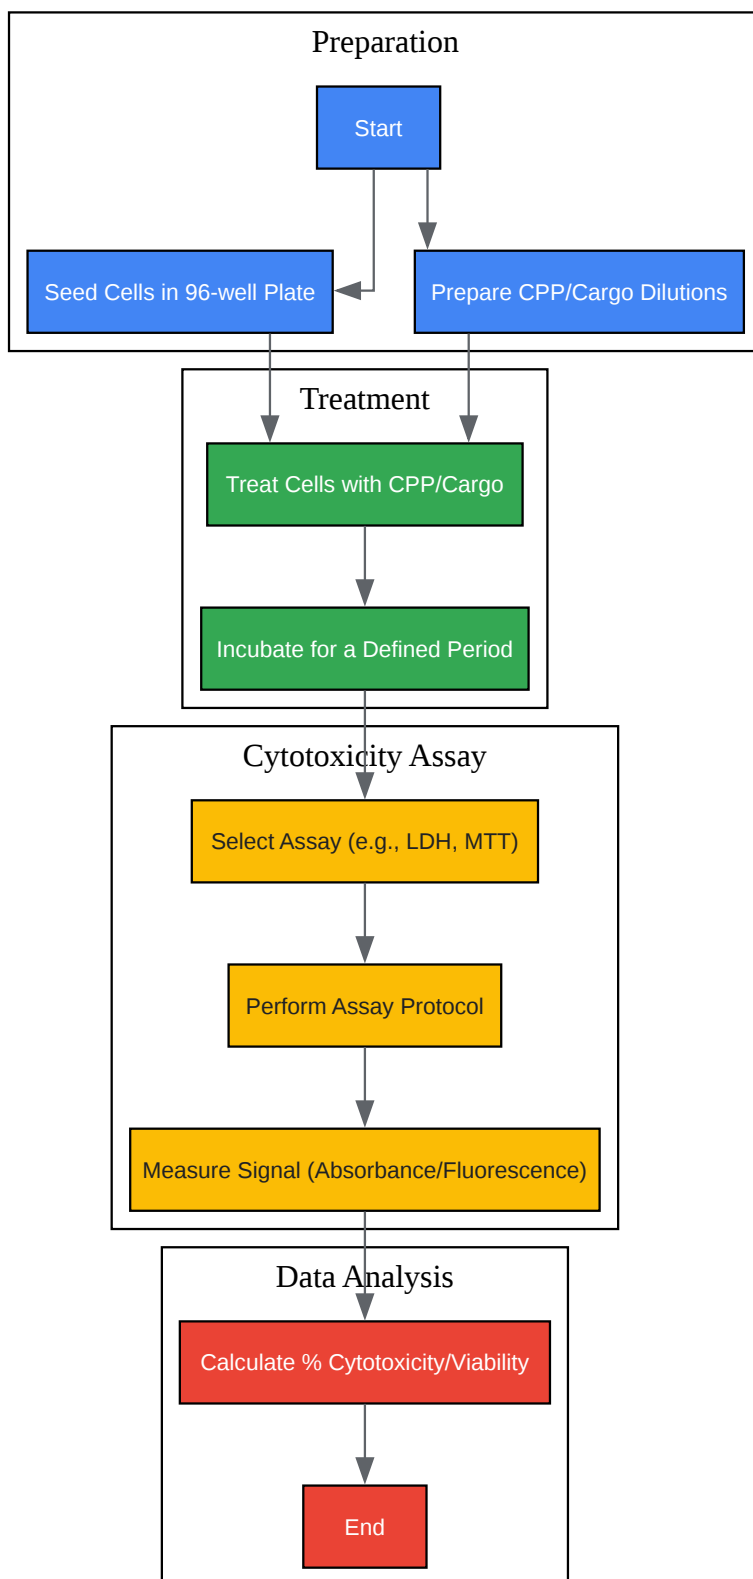 Preparation
Start
Seed Cells in 96-well Plate
Prepare CPP/Cargo Dilutions
Treatment
Treat Cells with CPP/Cargo
Incubate for a Defined Period
Cytotoxicity Assay
Select Assay (e.g., LDH, MTT)
Perform Assay Protocol
Measure Signal (Absorbance/Fluorescence)
Data Analysis
Calculate % Cytotoxicity/Viability
End